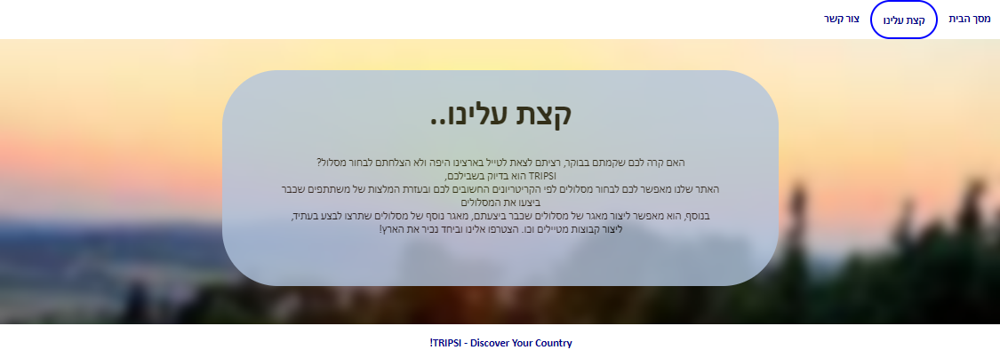 מסך הבית
קצת עלינו
צור קשר
קצת עלינו..
האם קרה לכם שקמתם בבוקר, רציתם לצאת לטייל בארצינו היפה ולא הצלחתם לבחור מסלול?
TRIPSI הוא בדיוק בשבילכם,
האתר שלנו מאפשר לכם לבחור מסלולים לפי הקריטריונים החשובים לכם ובעזרת המלצות של משתתפים שכבר
ביצעו את המסלולים
בנוסף, הוא מאפשר ליצור מאגר של מסלולים שכבר ביצעתם, מאגר נוסף של מסלולים שתרצו לבצע בעתיד,
ליצור קבוצות מטיילים וכו. הצטרפו אלינו וביחד נכיר את הארץ!
TRIPSI - Discover Your Country!